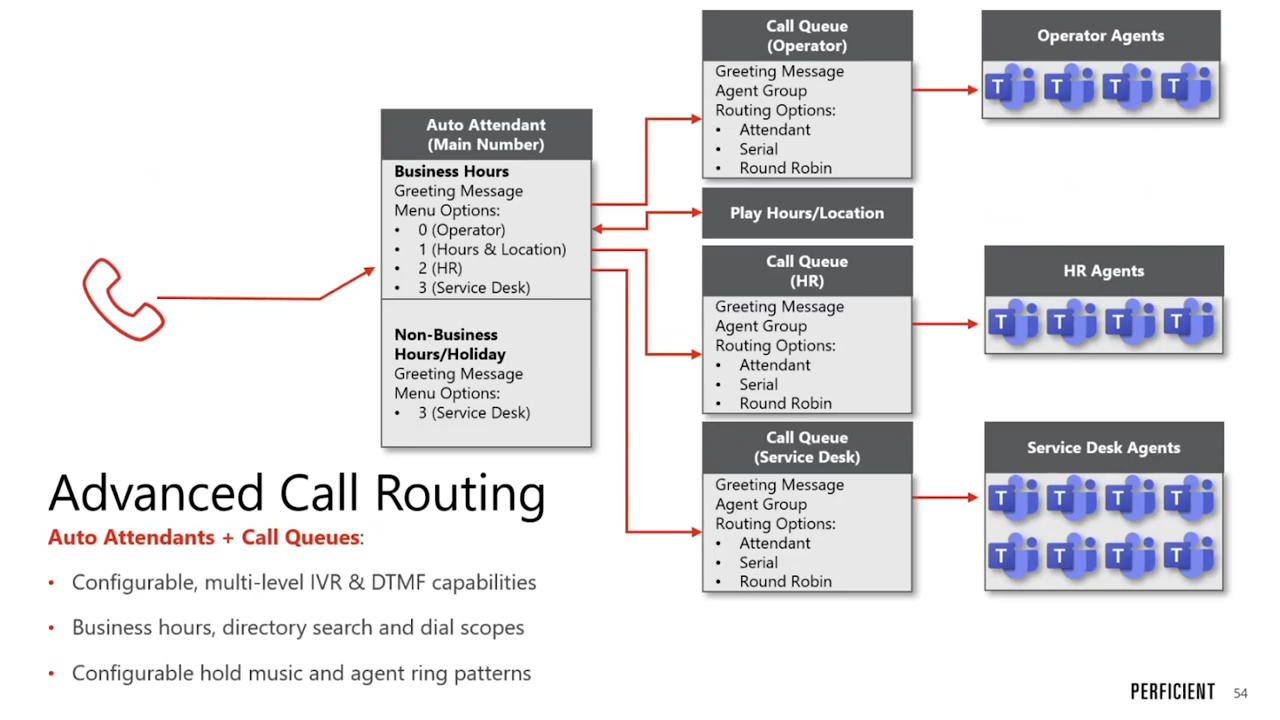 Auto Attendant
(Main Number)
Business Hours
Greeting Message
Menu Options:
• 0 (Operator)
• 1 (Hours & Location)
• 2 (HR)
• 3 (Service Desk)
Non-Business
Hours/Holiday
Greeting Message
Menu Options:
• 3 (Service Desk)
Call Queue
(Operator)
Greeting Message
Agent Group
Routing Options:
• Attendant
• Serial
• Round Robin
Operator Agents
T T T T
Play Hours/Location
Call Queue
(HR)
Greeting Message
Agent Group
Routing Options:
• Attendant
• Serial
• Round Robin
HR Agents
T T T T
Call Queue
(Service Desk)
Greeting Message
Agent Group
Routing Options:
• Attendant
• Serial
• Round Robin
Service Desk Agents
T T T T
T T T T
Advanced Call Routing
Auto Attendants + Call Queues:
• Configurable, multi-level IVR & DTMF capabilities
• Business hours, directory search and dial scopes
• Configurable hold music and agent ring patterns
PERFICIENT 54